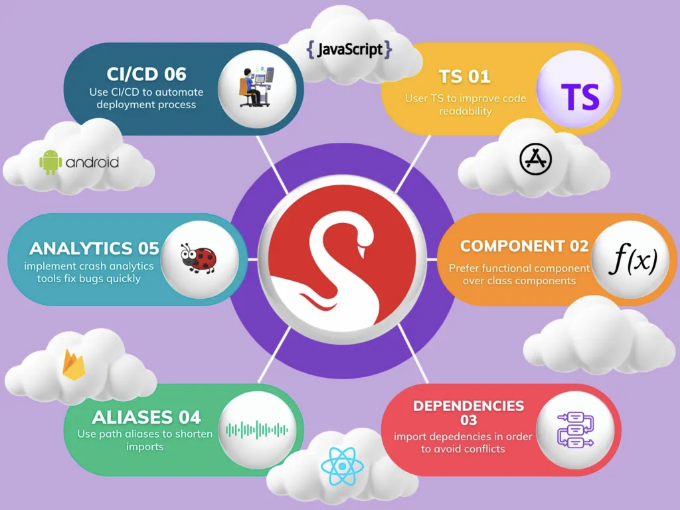 {JavaScript}
CI/CD 06
Use CI/CD to automate
deployment process
TS 01
User TS to improve code
readability
TS
android
ANALYTICS 05
implement crash analytics
tools fix bugs quickly
COMPONENT 02
Prefer functional component
over class components
f(x)
ALIASES 04
Use path aliases to shorten
imports
DEPENDENCIES
03
import depedencies in order
to avoid conflicts